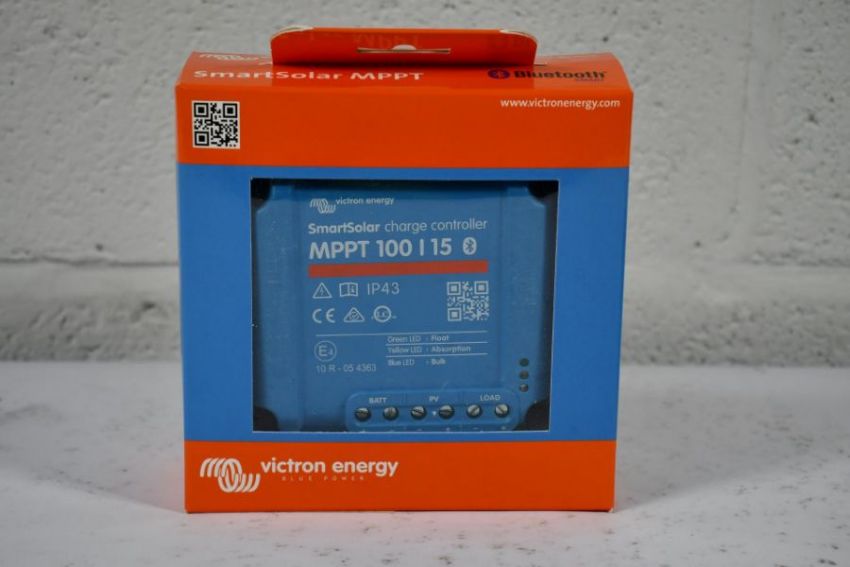 SmartSolar MPPT
Bluetooth
www.victronenergy.com
victron energy
SmartSolar charge controller
MPPT 100 | 15
IP43
CE
E4
10 R - 05 4363
Green LED : Float
Yellow LED : Absorption
Blue LED : Bulk
BATT PV LOAD
victron energy
BLUE POWER